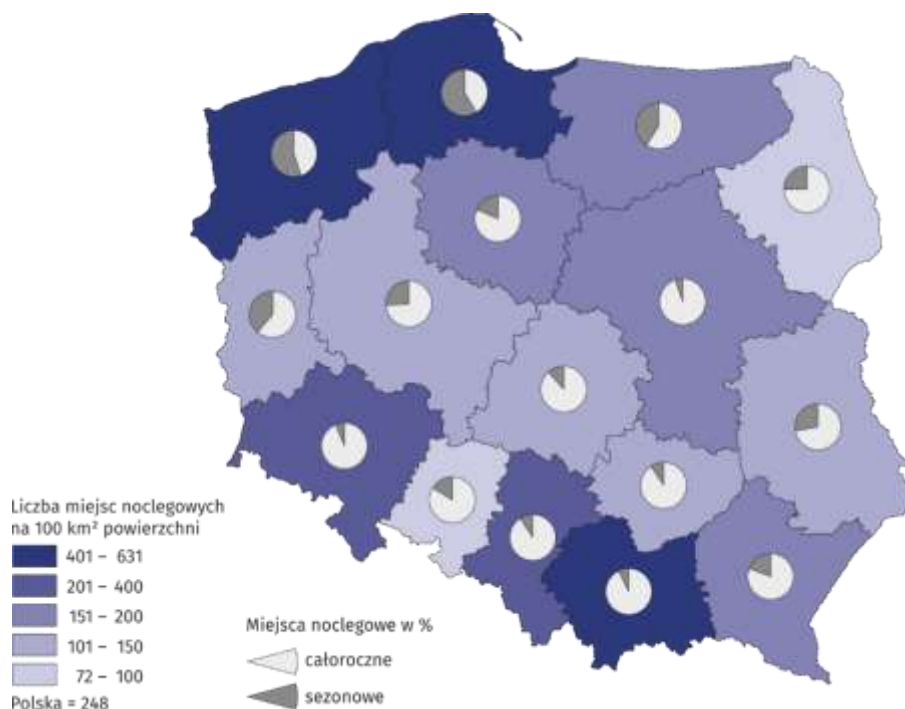 Liczba miejsc noclegowych
na 100 km² powierzchni
401 – 631
201 – 400
151 – 200
101 – 150
72 – 100
Polska = 248
Miejsca noclegowe w %
całoroczne
sezonowe